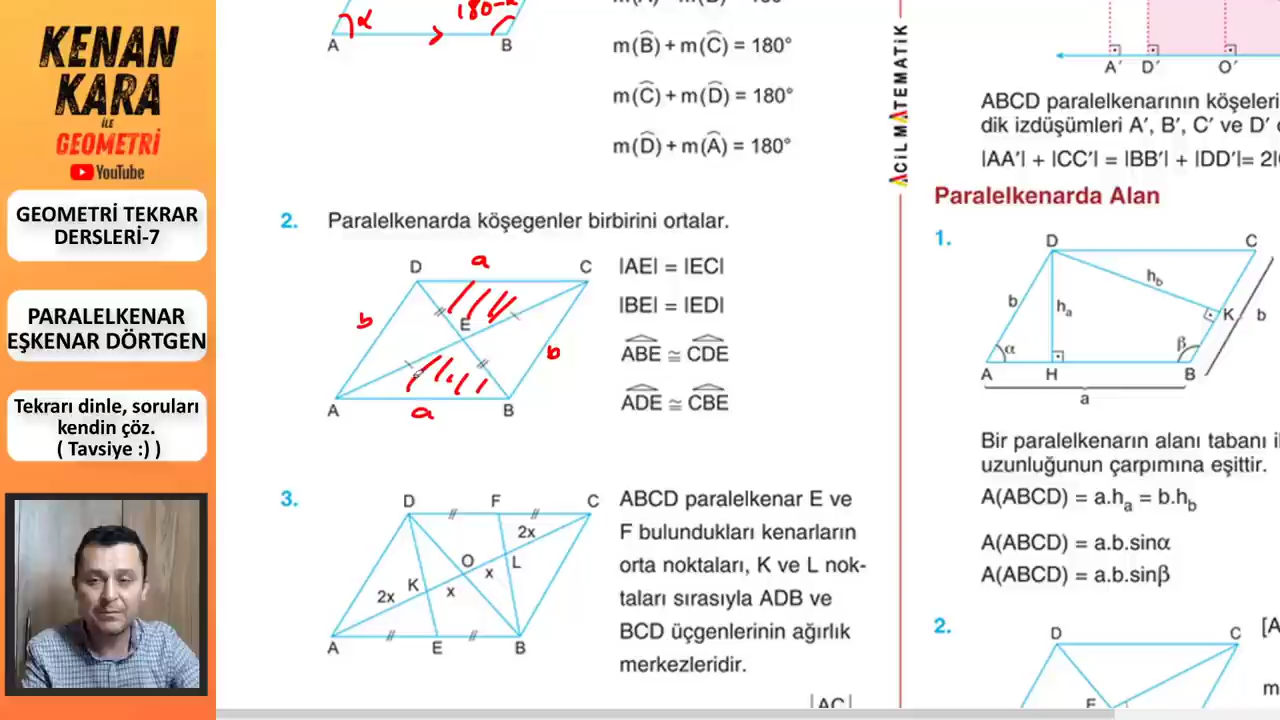 KENAN
KARA
İLE
GEOMETRİ
YouTube
GEOMETRİ TEKRAR
DERSLERİ-7
PARALELKENAR
EŞKENAR DÖRTGEN
Tekrarı dinle, soruları
kendin çöz.
( Tavsiye :) )
α
180-α
A
B
m(B) + m(C) = 180°
m(C) + m(D) = 180°
m(D) + m(A) = 180°
2. Paralelkenarda köşegenler birbirini ortalar.
D
a
C
b
E
b
A
a
B
|AE| = |EC|
|BE| = |ED|
ABE ≅ CDE
ADE ≅ CBE
3.
D
F
C
2x
O
L
K
x
x
2x
A
E
B
ABCD paralelkenar E ve
F bulundukları kenarların
orta noktaları, K ve L nok-
taları sırasıyla ADB ve
BCD üçgenlerinin ağırlık
merkezleridir.
|AC|
ACİL MATEMATİK
A′
D′
O′
ABCD paralelkenarının köşeleri
dik izdüşümleri A′, B′, C′ ve D′
|AA′| + |CC′| = |BB′| + |DD′|= 2|
Paralelkenarda Alan
1.
D
C
b
ha
hb
K
b
α
β
A
H
B
a
Bir paralelkenarın alanı tabanı
uzunluğunun çarpımına eşittir.
A(ABCD) = a.ha = b.hb
A(ABCD) = a.b.sinα
A(ABCD) = a.b.sinβ
2.
D
C
E
[A
m